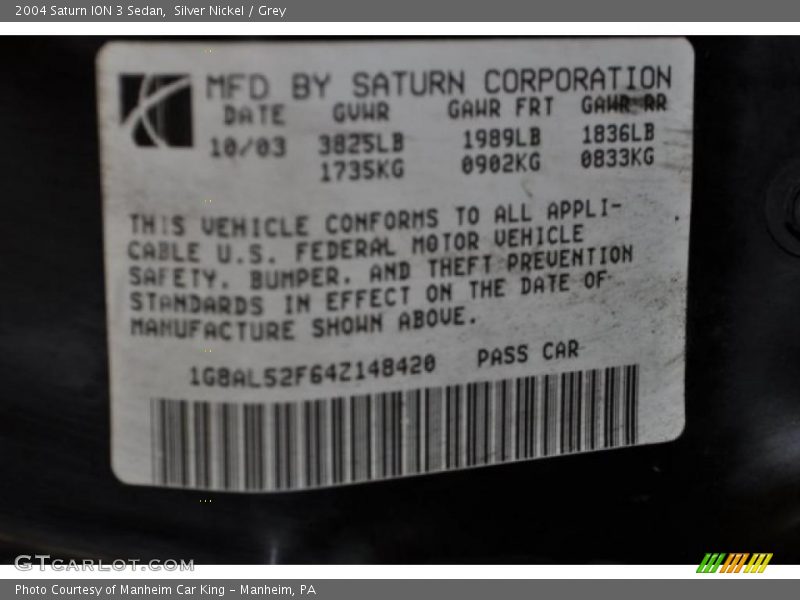 2004 Saturn ION 3 Sedan,  Silver Nickel / Grey
MFD BY SATURN CORPORATION
DATE GVWR GAWR FRT GAWR RR
10/03 3825LB 1989LB 1836LB
1735KG 0902KG 0833KG
THIS VEHICLE CONFORMS TO ALL APPLI-
CABLE U.S. FEDERAL MOTOR VEHICLE
SAFETY, BUMPER, AND THEFT PREVENTION
STANDARDS IN EFFECT ON THE DATE OF
MANUFACTURE SHOWN ABOVE.
1G8AL52F64Z148420 PASS CAR
GTCARLOT.COM
Photo Courtesy of Manheim Car King - Manheim, PA